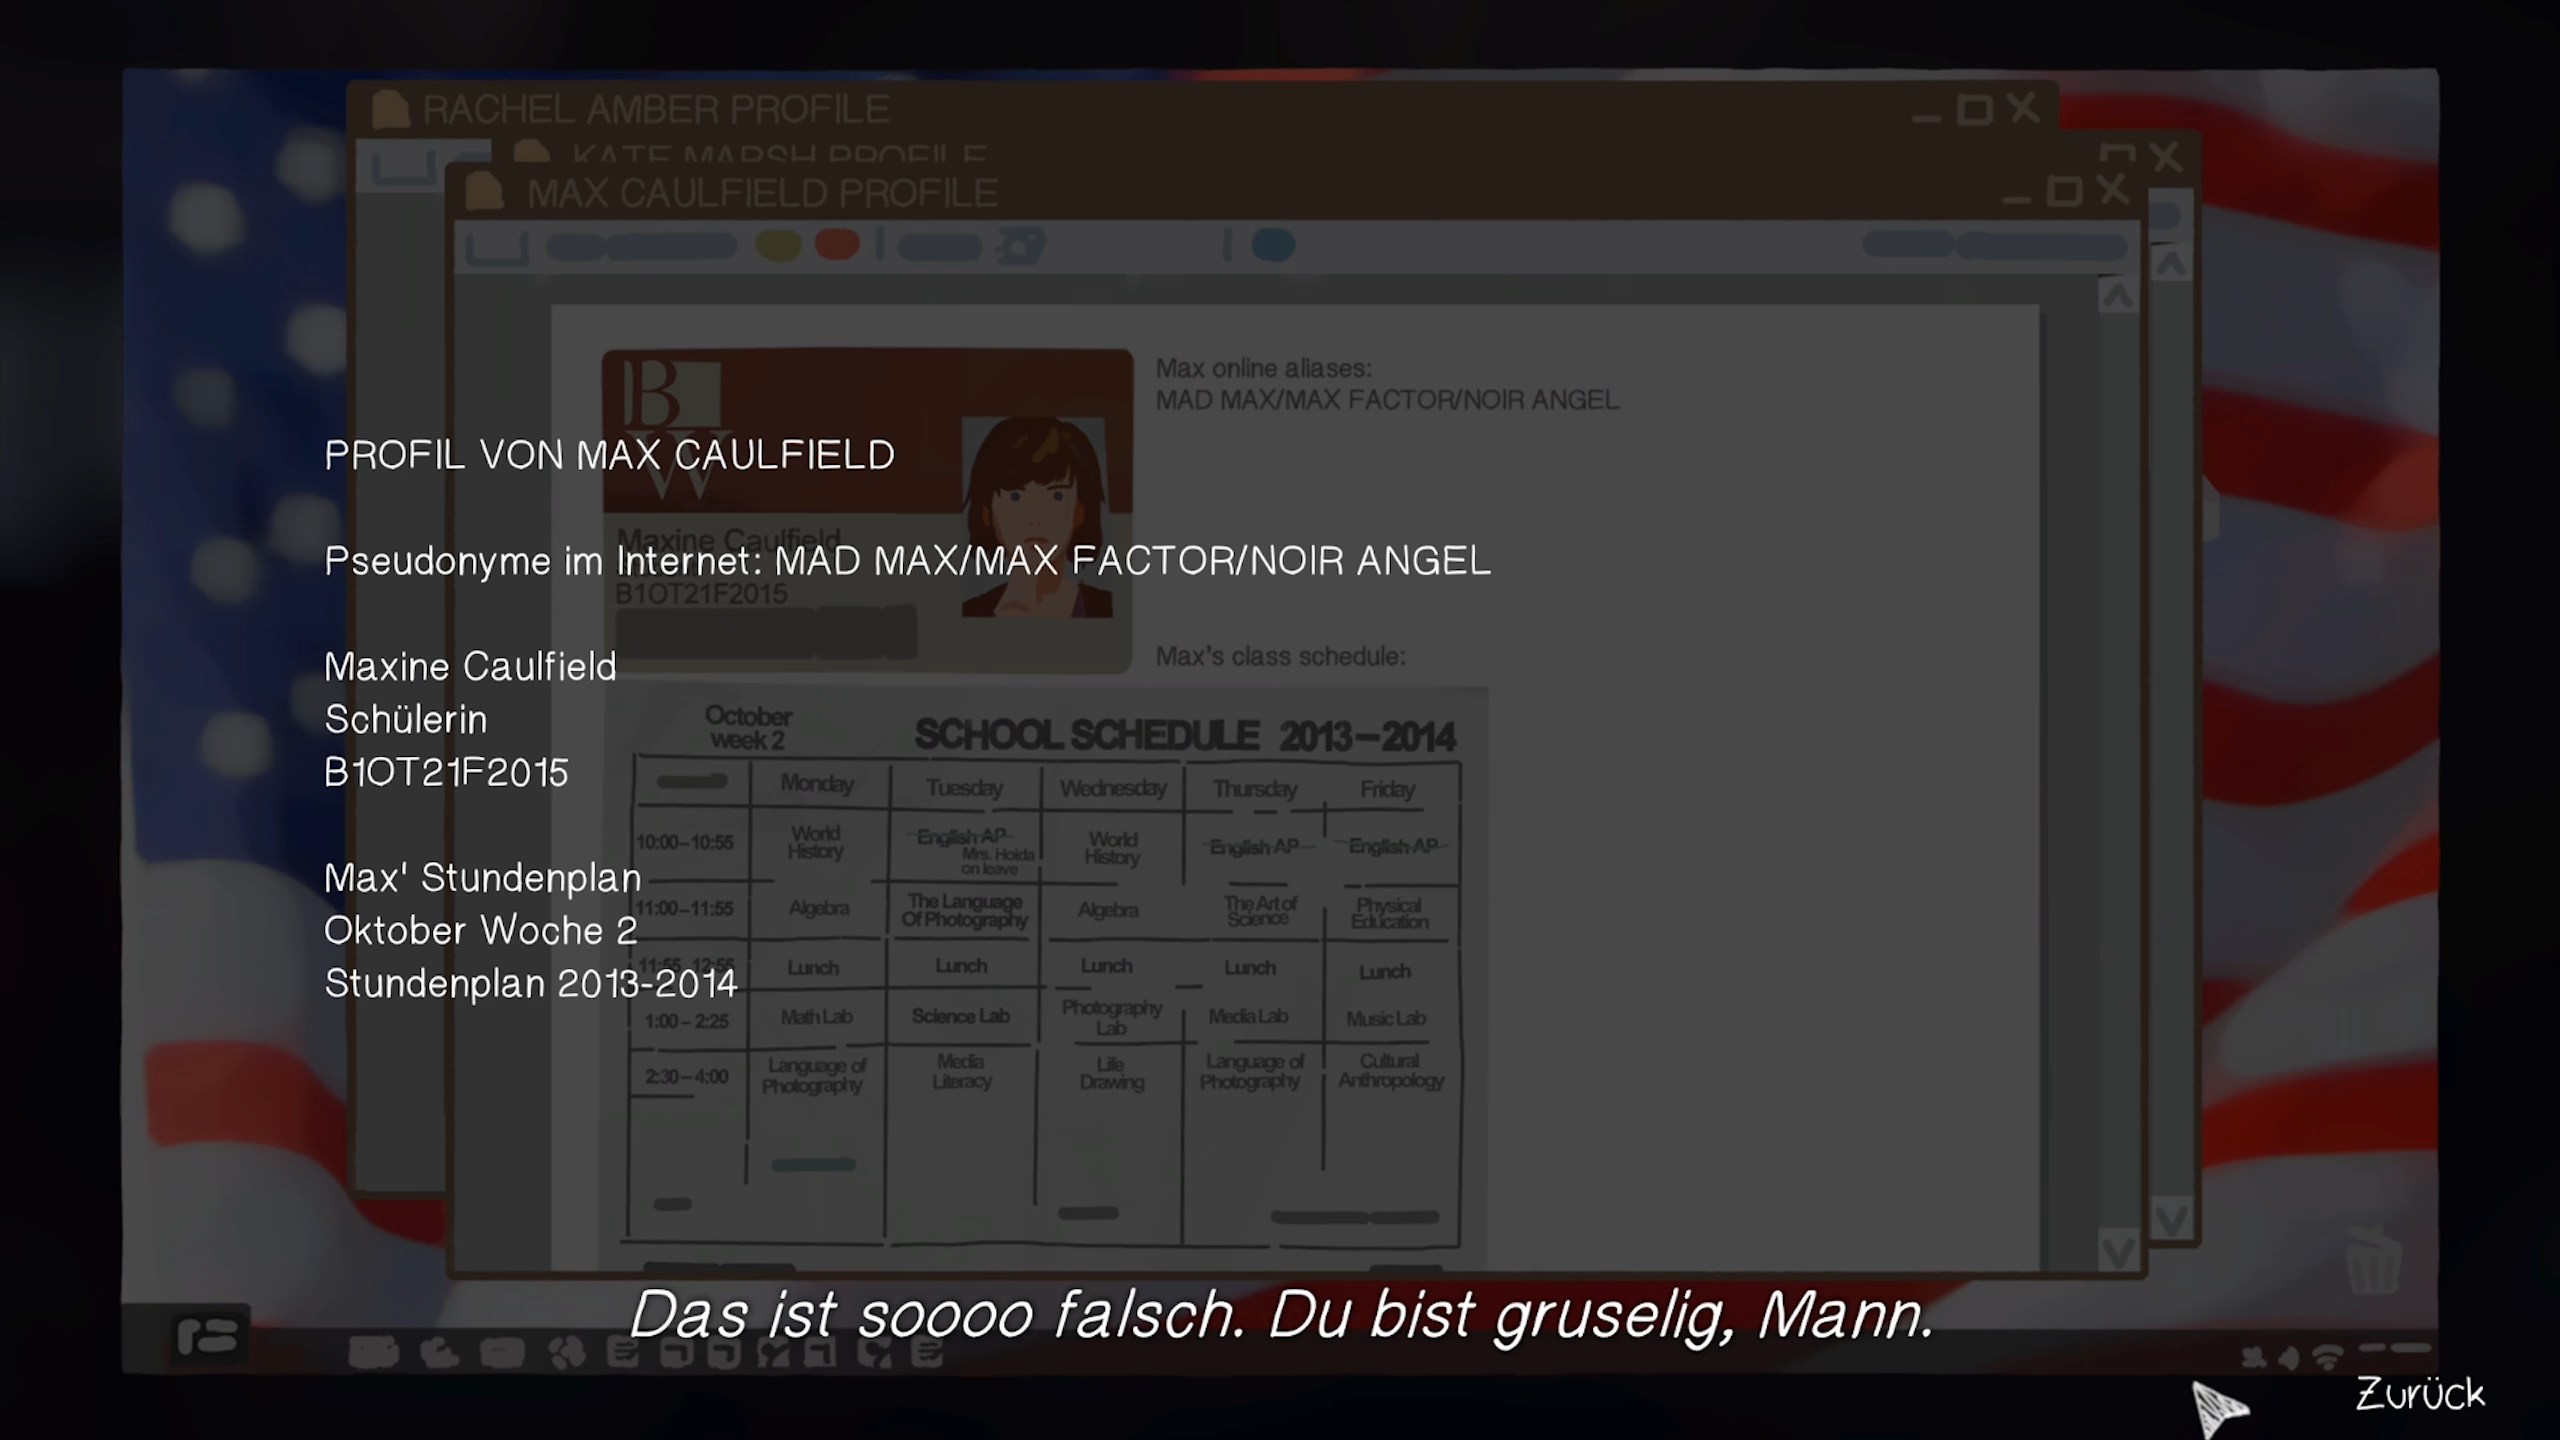 RACHEL AMBER PROFILE
KATE MARSH PROFILE
MAX CAULFIELD PROFILE
B
W
Maxine Caulfield
B1OT21F2015
Max online aliases:
MAD MAX/MAX FACTOR/NOIR ANGEL
Max's class schedule:
PROFIL VON MAX CAULFIELD
Pseudonyme im Internet: MAD MAX/MAX FACTOR/NOIR ANGEL
Maxine Caulfield
Schülerin
B1OT21F2015
Max' Stundenplan
Oktober Woche 2
Stundenplan 2013-2014
October
week 2
SCHOOL SCHEDULE 2013-2014
Monday Tuesday Wednesday Thursday Friday
10:00-10:55 World History English AP Mrs. Hoida on leave World History English AP English AP
11:00-11:55 Algebra The Language Of Photography Algebra The Art of Science Physical Education
11:55-12:55 Lunch Lunch Lunch Lunch Lunch
1:00-2:25 Math Lab Science Lab Photography Lab Media Lab Music Lab
2:30-4:00 Language of Photography Media Literacy Life Drawing Language of Photography Cultural Anthropology
Das ist soooo falsch. Du bist gruselig, Mann.
Zurück